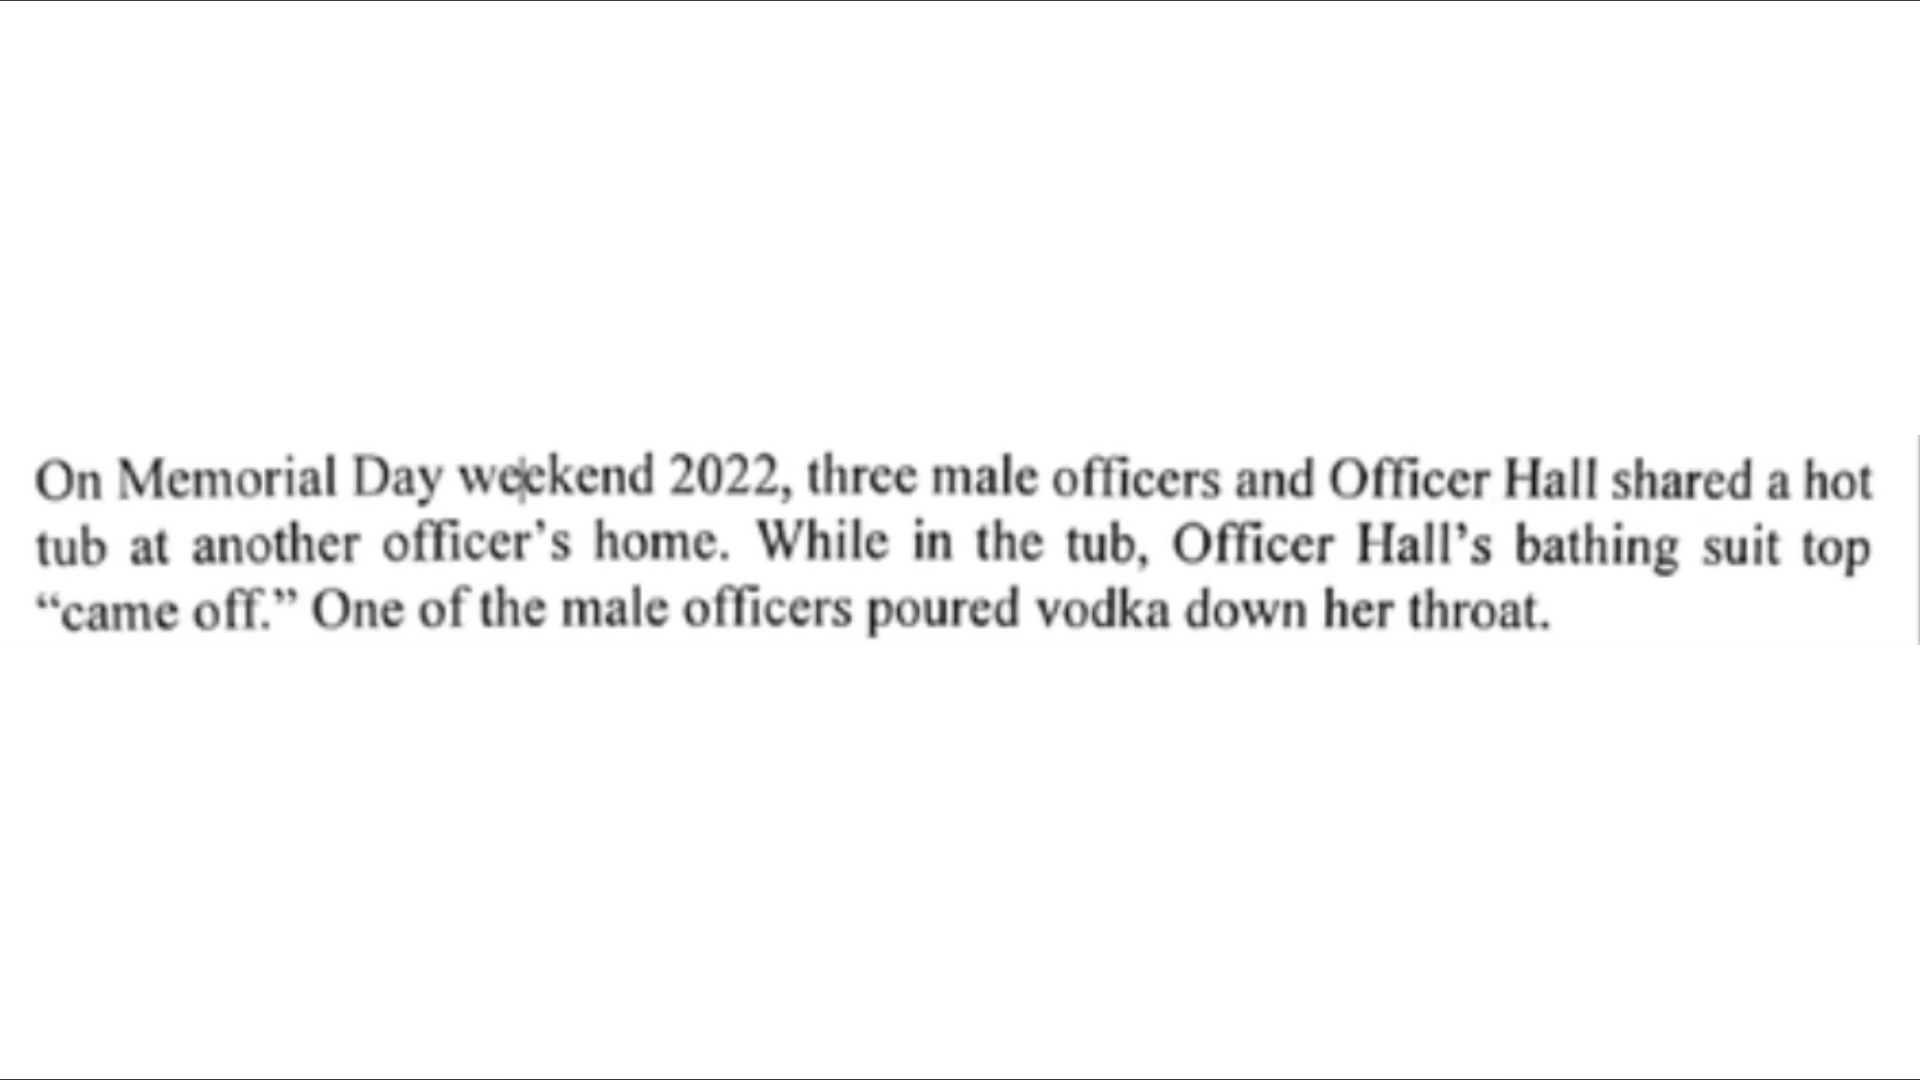 On Memorial Day weekend 2022, three male officers and Officer Hall shared a hot
tub at another officer’s home. While in the tub, Officer Hall’s bathing suit top
“came off.” One of the male officers poured vodka down her throat.